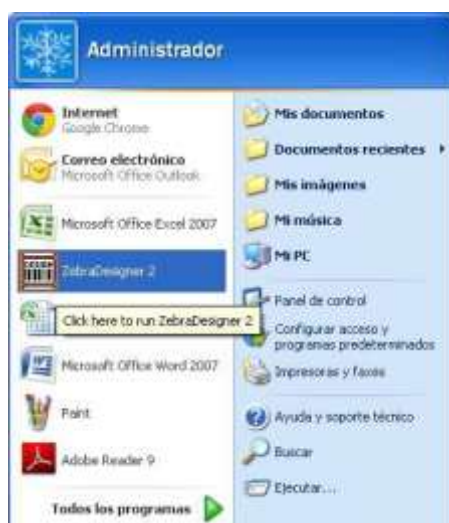 Administrador
Internet
Google Chrome
Correo electrónico
Microsoft Office Outlook
Microsoft Office Excel 2007
ZebraDesigner 2
Click here to run ZebraDesigner 2
Microsoft Office Word 2007
Paint
Adobe Reader 9
Todos los programas
Mis documentos
Documentos recientes
Mis imágenes
Mi música
Mi PC
Panel de control
Configurar acceso y
programas predeterminados
Impresoras y faxes
Ayuda y soporte técnico
Buscar
Ejecutar...